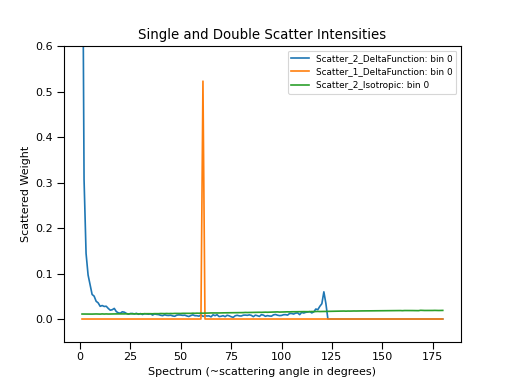 Single and Double Scatter Intensities
Scatter_2_DeltaFunction: bin 0
Scatter_1_DeltaFunction: bin 0
Scatter_2_Isotropic: bin 0
Scattered Weight
0.6
0.5
0.4
0.3
0.2
0.1
0.0
1 25 50 75 100 125 150 175
Spectrum (~scattering angle in degrees)